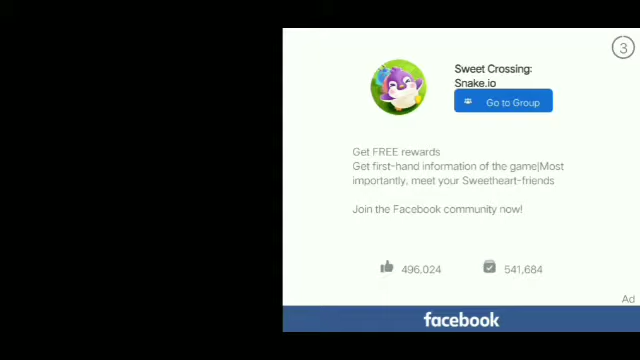 3
Sweet Crossing:
Snake.io
Go to Group
Get FREE rewards
Get first-hand information of the game|Most
importantly, meet your Sweetheart-friends
Join the Facebook community now!
496,024
541,684
Ad
facebook